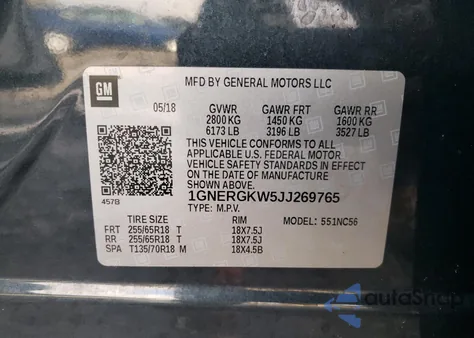 GM
MFD BY GENERAL MOTORS LLC
05/18 GVWR GAWR FRT GAWR RR
2800 KG 1450 KG 1600 KG
6173 LB 3196 LB 3527 LB
THIS VEHICLE CONFORMS TO ALL
APPLICABLE U.S. FEDERAL MOTOR
VEHICLE SAFETY STANDARDS IN EFFECT
ON THE DATE OF MANUFACTURE SHOWN
ABOVE.
457B
1GNERGKW5JJ269765
TYPE: M.P.V. MODEL: 551NC56
TIRE SIZE RIM
FRT 255/65R18 T 18X7.5J
RR 255/65R18 T 18X7.5J
SPA T135/70R18 M 18X4.5B
autoSnap